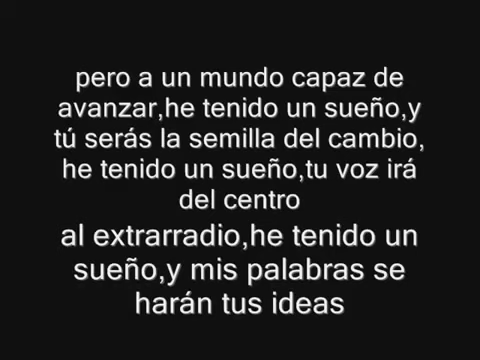 pero a un mundo capaz de
avanzar,he tenido un sueño,y
tú serás la semilla del cambio,
he tenido un sueño,tu voz irá
del centro
al extrarradio,he tenido un
sueño,y mis palabras se
harán tus ideas